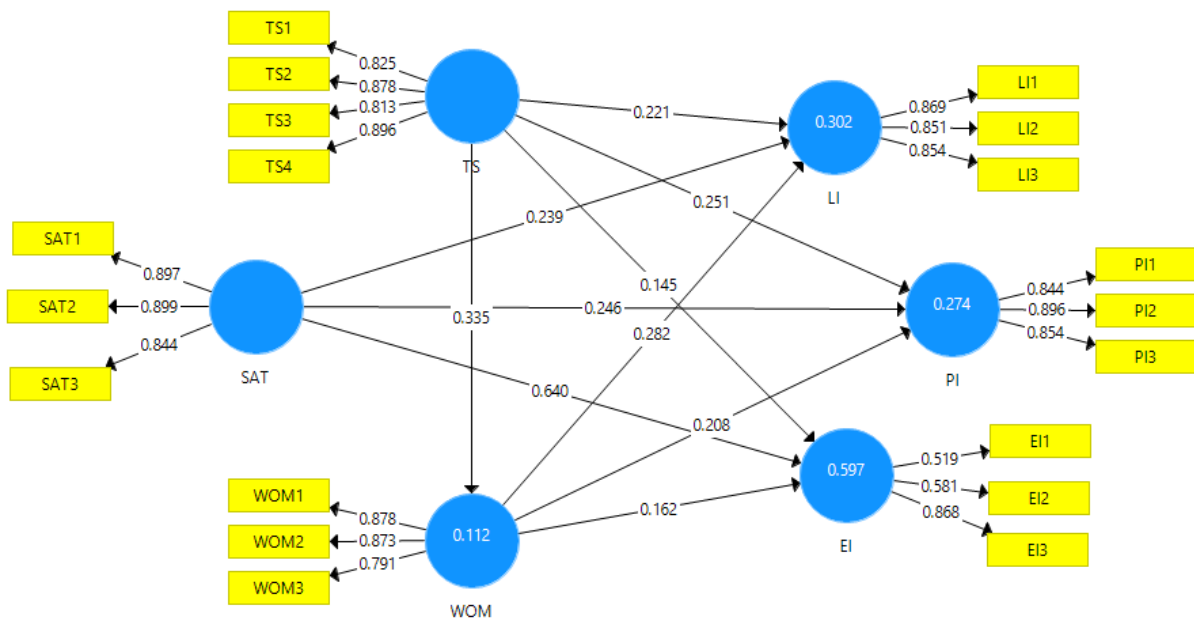 TS1
TS2
TS3
TS4
0.825
0.878
0.813
0.896
TS
SAT1
SAT2
SAT3
0.897
0.899
0.844
SAT
WOM1
WOM2
WOM3
0.878
0.873
0.791
0.112
WOM
0.221
0.239
0.251
0.145
0.335
0.246
0.282
0.640
0.208
0.162
0.302
LI
0.869
0.851
0.854
LI1
LI2
LI3
0.274
PI
0.844
0.896
0.854
PI1
PI2
PI3
0.597
EI
0.519
0.581
0.868
EI1
EI2
EI3